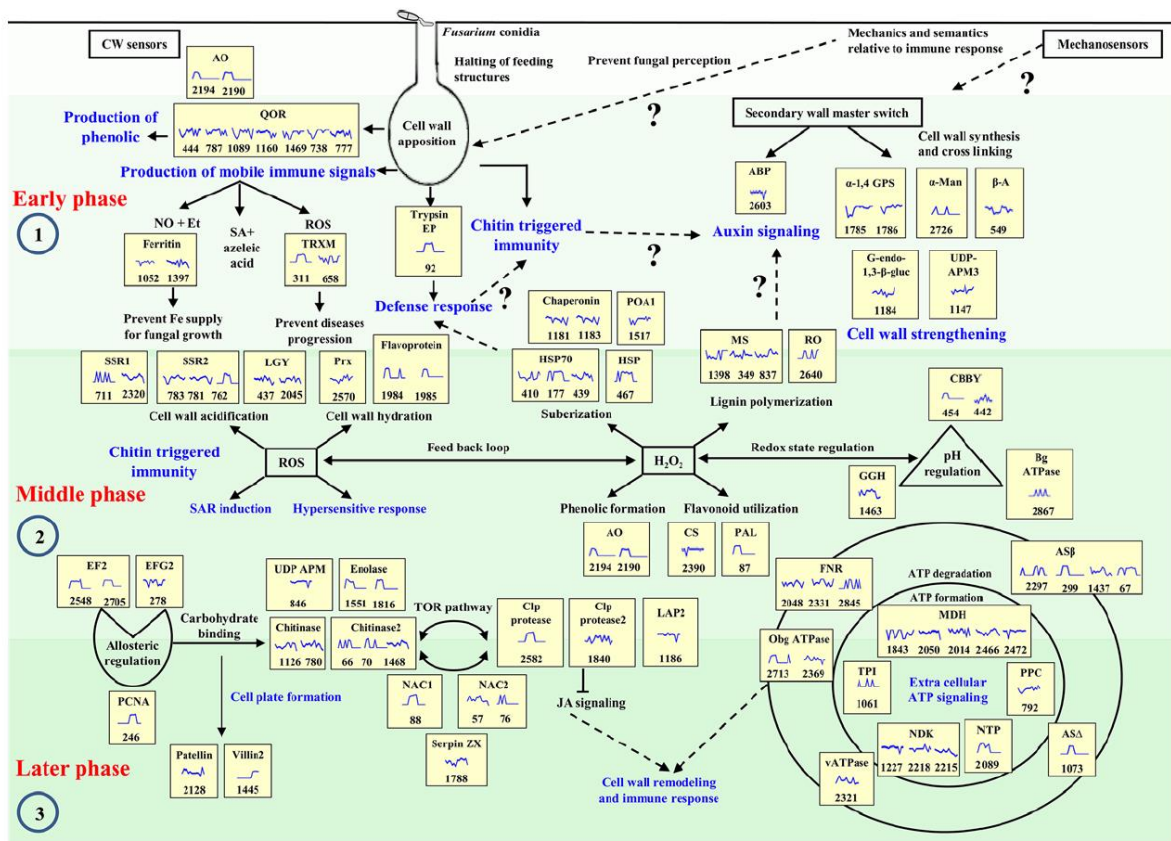 CW sensors
AO
2194 2190
Fusarium conidia
Halting of feeding
structures
Prevent fungal perception
Mechanics and semantics
relative to immune response
Mechanosensors
?
?
Production of
phenolic
QOR
444 787 1089 1160 1469 738 777
Cell wall
apposition
Secondary wall master switch
Cell wall synthesis
and cross linking
Production of mobile immune signals
Early phase
1
NO + Et
SA+
azeleic
acid
ROS
Ferritin
1052 1397
TRXM
311 658
Trypsin
EP
92
Chitin triggered
immunity
ABP
2603
Auxin signaling
α-1,4 GPS
1785 1786
α-Man
2726
β-A
549
?
?
?
G-endo-
1,3-β-gluc
1184
UDP-
APM3
1147
Cell wall strengthening
Prevent Fe supply
for fungal growth
Prevent diseases
progression
Defense response
Chaperonin
1181 1183
POA1
1517
SSR1
711 2320
SSR2
783 781 762
LGY
437 2045
Prx
2570
Flavoprotein
1984 1985
HSP70
410 177 439
HSP
467
MS
1398 349 837
RO
2640
CBBY
454 442
Cell wall acidification
Cell wall hydration
Suberization
Lignin polymerization
Chitin triggered
immunity
ROS
Feed back loop
H₂O₂
Redox state regulation
pH
regulation
Bg
ATPase
2867
GGH
1463
Middle phase
2
SAR induction
Hypersensitive response
Phenolic formation
Flavonoid utilization
AO
2194 2190
CS
2390
PAL
87
EF2
2548 2705
EFG2
278
UDP APM
846
Enolase
1551 1816
TOR pathway
FNR
2048 2331 2845
ATP degradation
ASβ
2297 299 1437 67
Allosteric
regulation
Carbohydrate
binding
Chitinase
1126 780
Chitinase2
66 70 1468
Clp
protease
2582
Clp
protease2
1840
LAP2
1186
ATP formation
MDH
1843 2050 2014 2466 2472
Obg ATPase
2713 2369
PCNA
246
Cell plate formation
NAC1
88
NAC2
57 76
JA signaling
TPI
1061
Extra cellular
ATP signaling
PPC
792
Serpin ZX
1788
Patellin
2128
Villin2
1445
NDK
1227 2218 2215
NTP
2089
ASΔ
1073
vATPase
2321
Cell wall remodeling
and immune response
Later phase
3